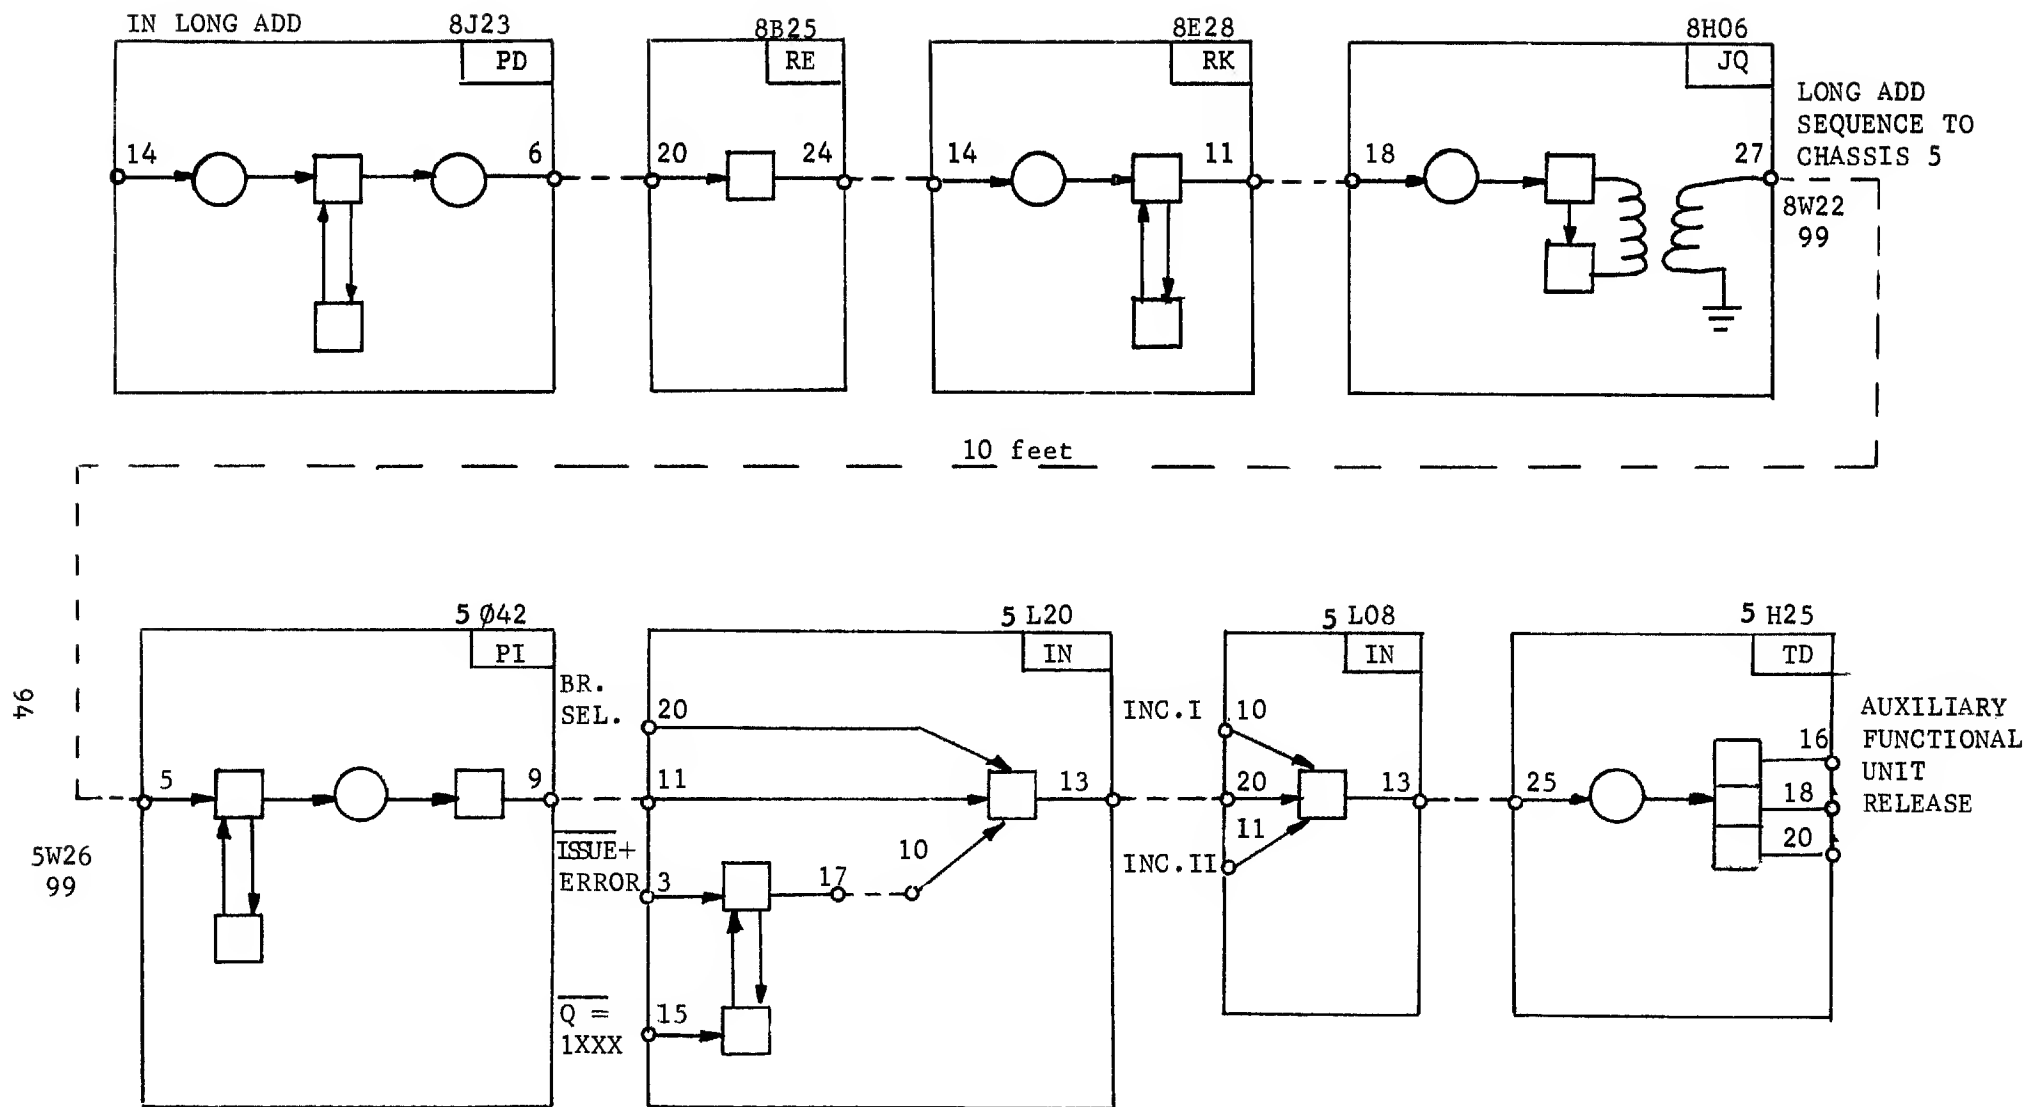 IN LONG ADD
8J23
PD
14
6
8B25
RE
20
24
8E28
RK
14
11
8H06
JQ
18
27
LONG ADD
SEQUENCE TO
CHASSIS 5
8W22
99
10 feet
94
5W26
99
5 Ø42
PI
5
9
BR.
SEL.
ISSUE+
ERROR
Q =
1XXX
5 L20
IN
20
11
13
3
17
10
15
INC.I
INC.II
5 L08
IN
10
20
11
13
5 H25
TD
25
16
18
20
AUXILIARY
FUNCTIONAL
UNIT
RELEASE